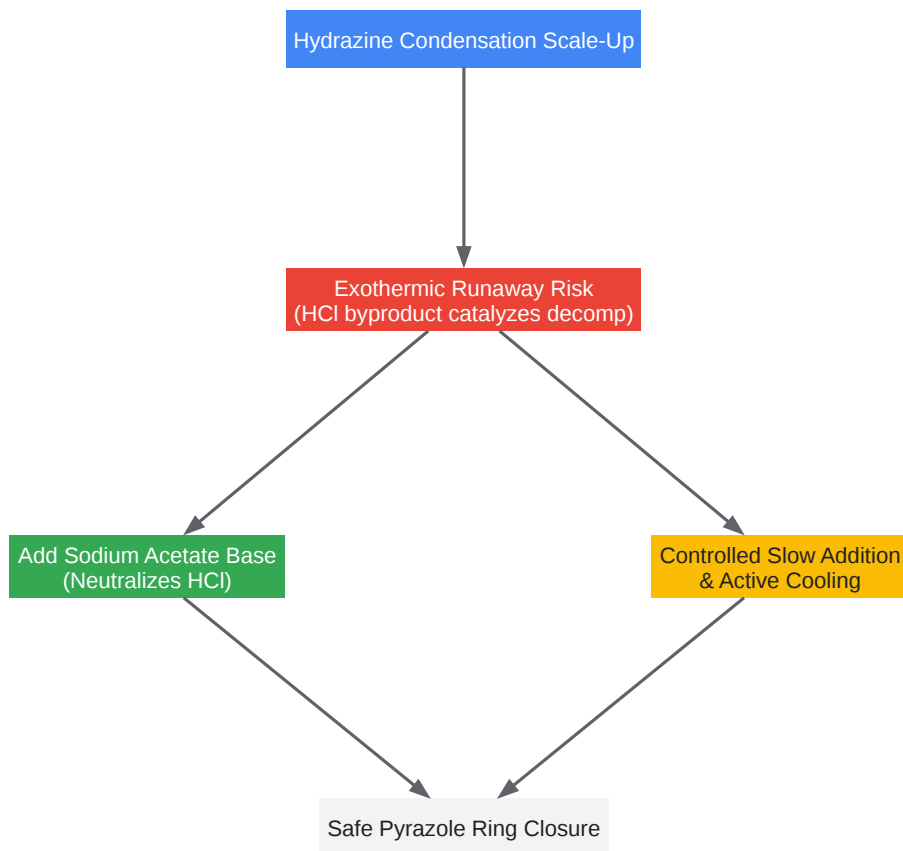 Hydrazine Condensation Scale-Up
Exothermic Runaway Risk
(HCl byproduct catalyzes decomp)
Add Sodium Acetate Base
(Neutralizes HCl)
Controlled Slow Addition
& Active Cooling
Safe Pyrazole Ring Closure